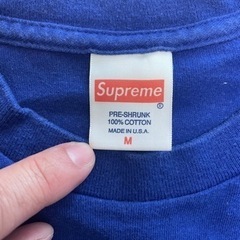 Supreme
®
PRE-SHRUNK
100% COTTON
MADE IN U.S.A.
M